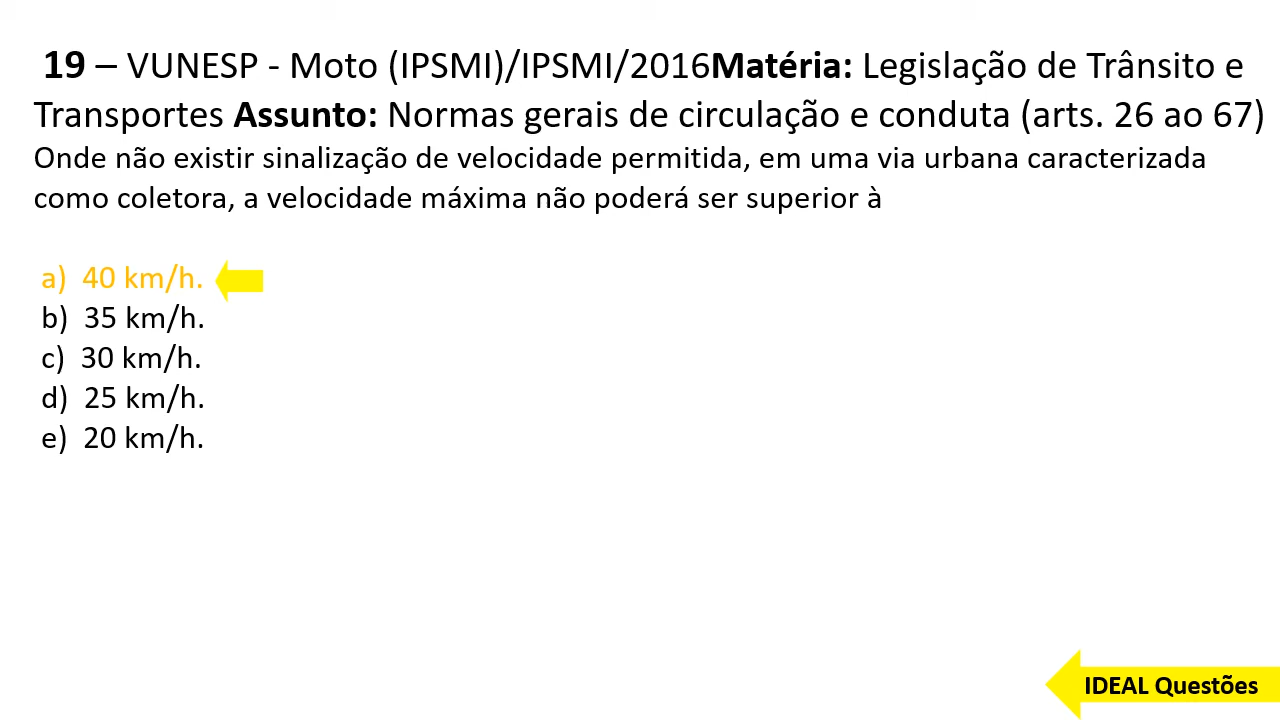 19 – VUNESP - Moto (IPSMI)/IPSMI/2016Matéria: Legislação de Trânsito e
Transportes Assunto: Normas gerais de circulação e conduta (arts. 26 ao 67)
Onde não existir sinalização de velocidade permitida, em uma via urbana caracterizada
como coletora, a velocidade máxima não poderá ser superior à
a) 40 km/h.
b) 35 km/h.
c) 30 km/h.
d) 25 km/h.
e) 20 km/h.
IDEAL Questões